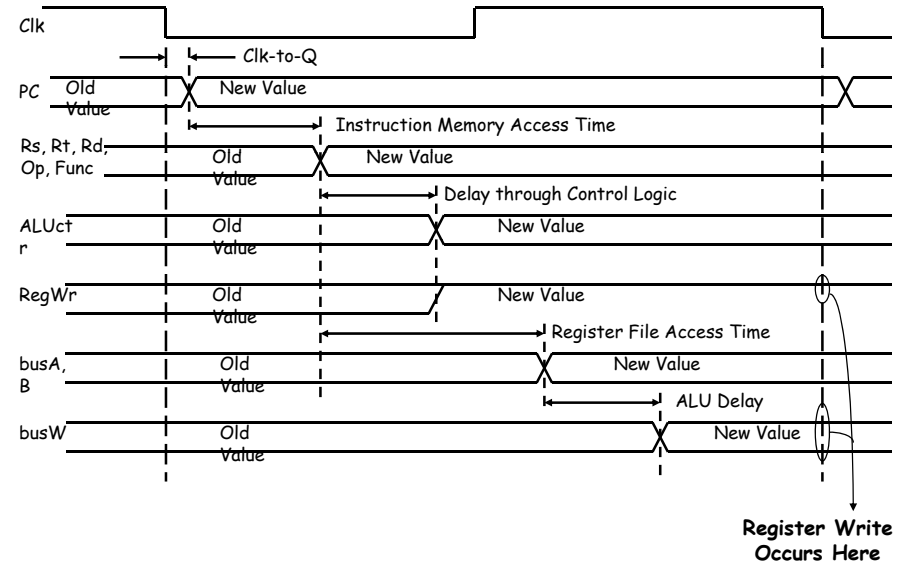 Clk
Clk-to-Q
PC
Old
Value
New Value
Instruction Memory Access Time
Rs, Rt, Rd,
Op, Func
Old
Value
New Value
Delay through Control Logic
ALUct
r
Old
Value
New Value
RegWr
Old
Value
New Value
Register File Access Time
busA,
B
Old
Value
New Value
ALU Delay
busW
Old
Value
New Value
Register Write
Occurs Here